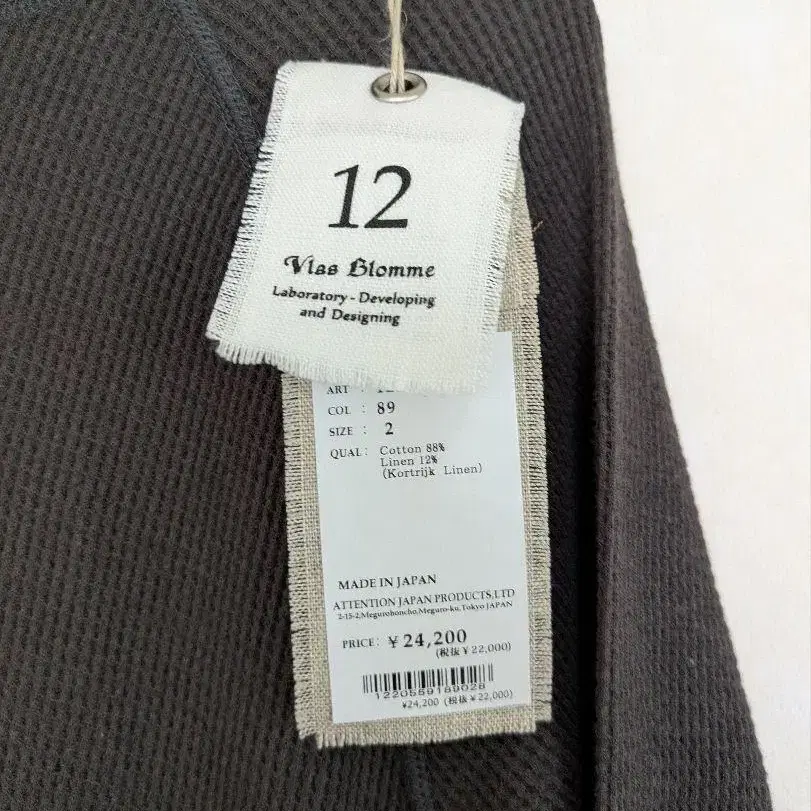 12
Vlas Blomme
Laboratory - Developing
and Designing
ART :
COL : 89
SIZE : 2
QUAL: Cotton 88%
Linen 12%
(Kortrijk Linen)
MADE IN JAPAN
ATTENTION JAPAN PRODUCTS,LTD
2-15-2,Megurohoncho,Meguro-ku,Tokyo JAPAN
PRICE: ¥24,200
(税抜¥22,000)
1220559189028
¥24,200 (税抜¥22,000)